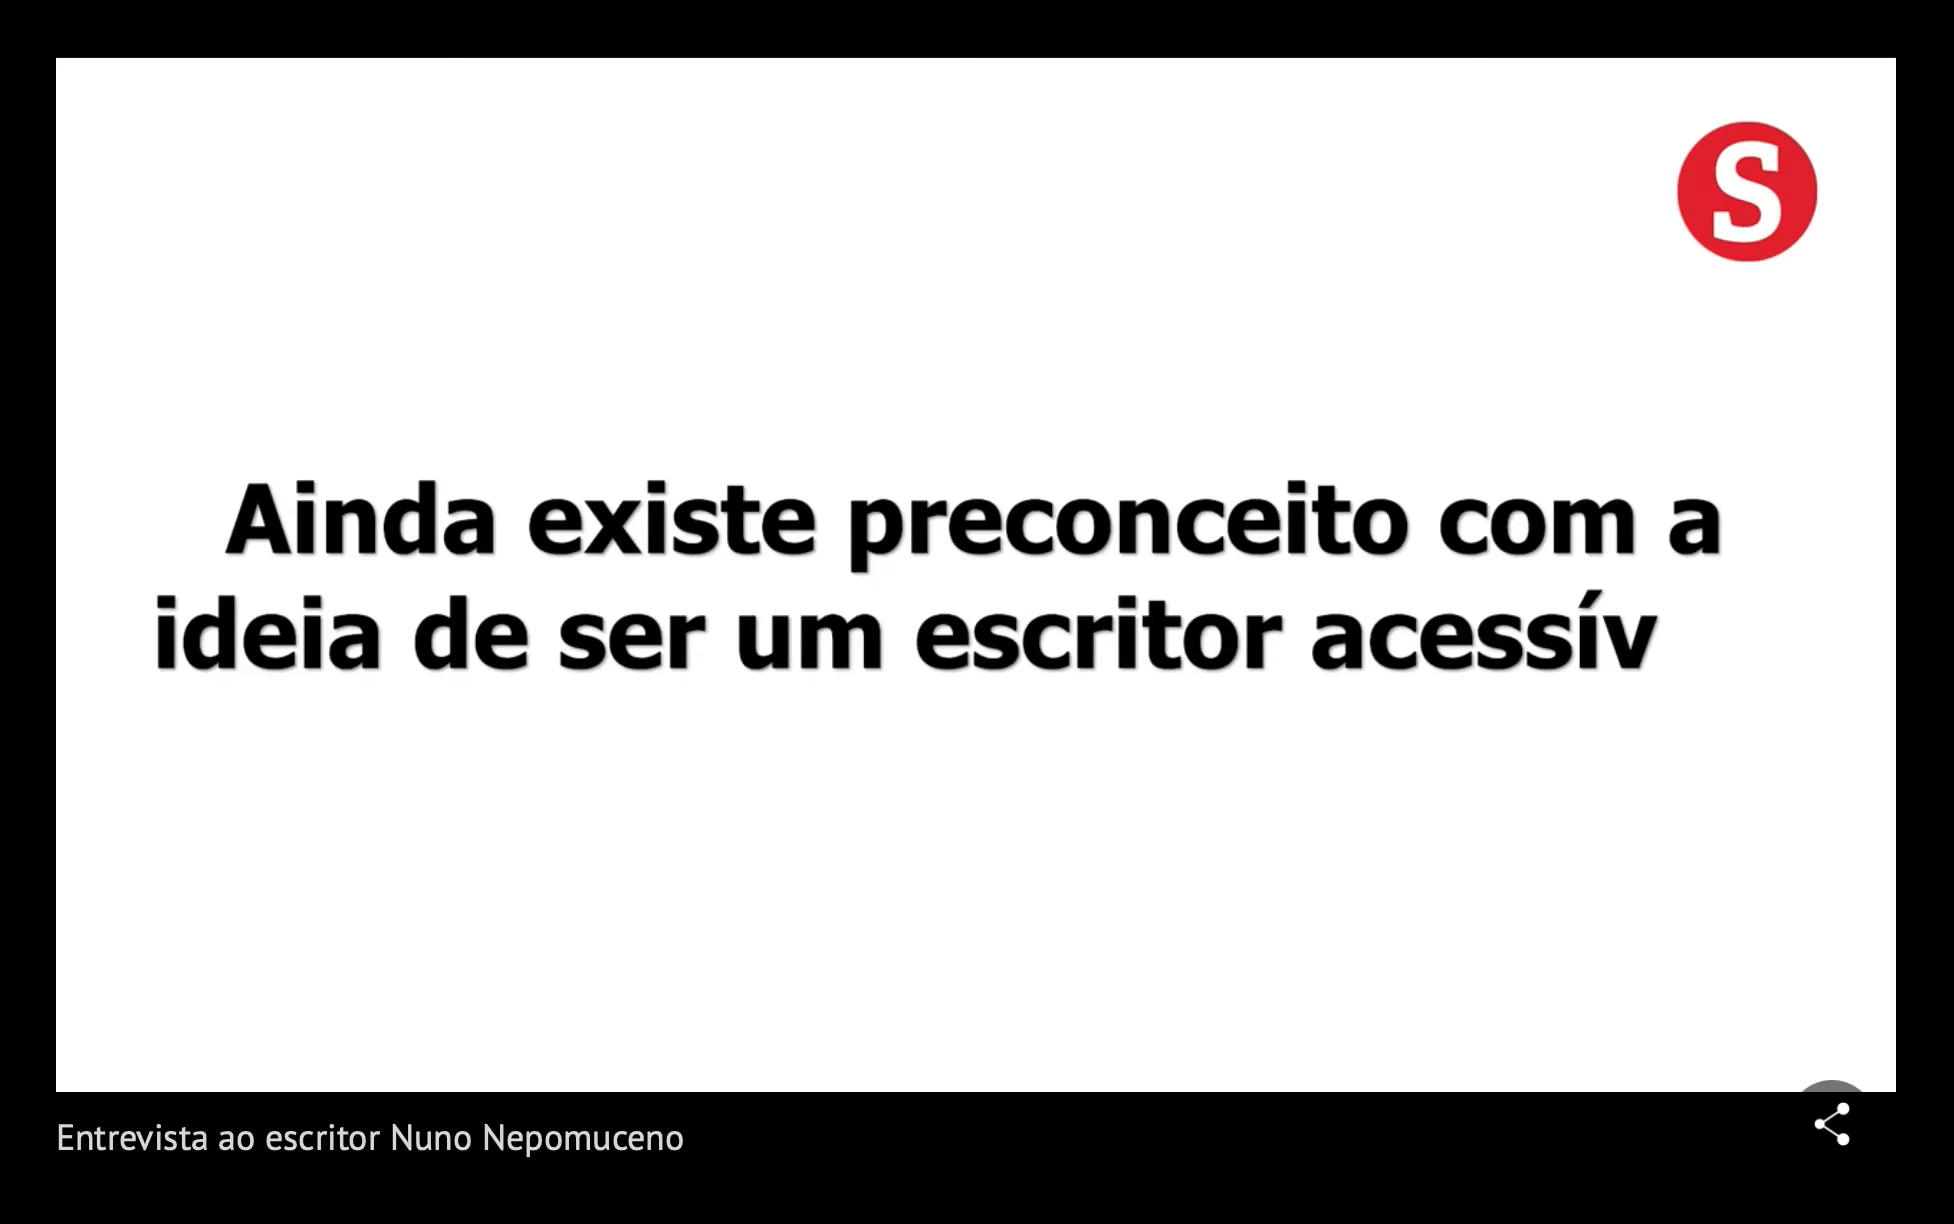 S
Ainda existe preconceito com a
ideia de ser um escritor acessív
Entrevista ao escritor Nuno Nepomuceno